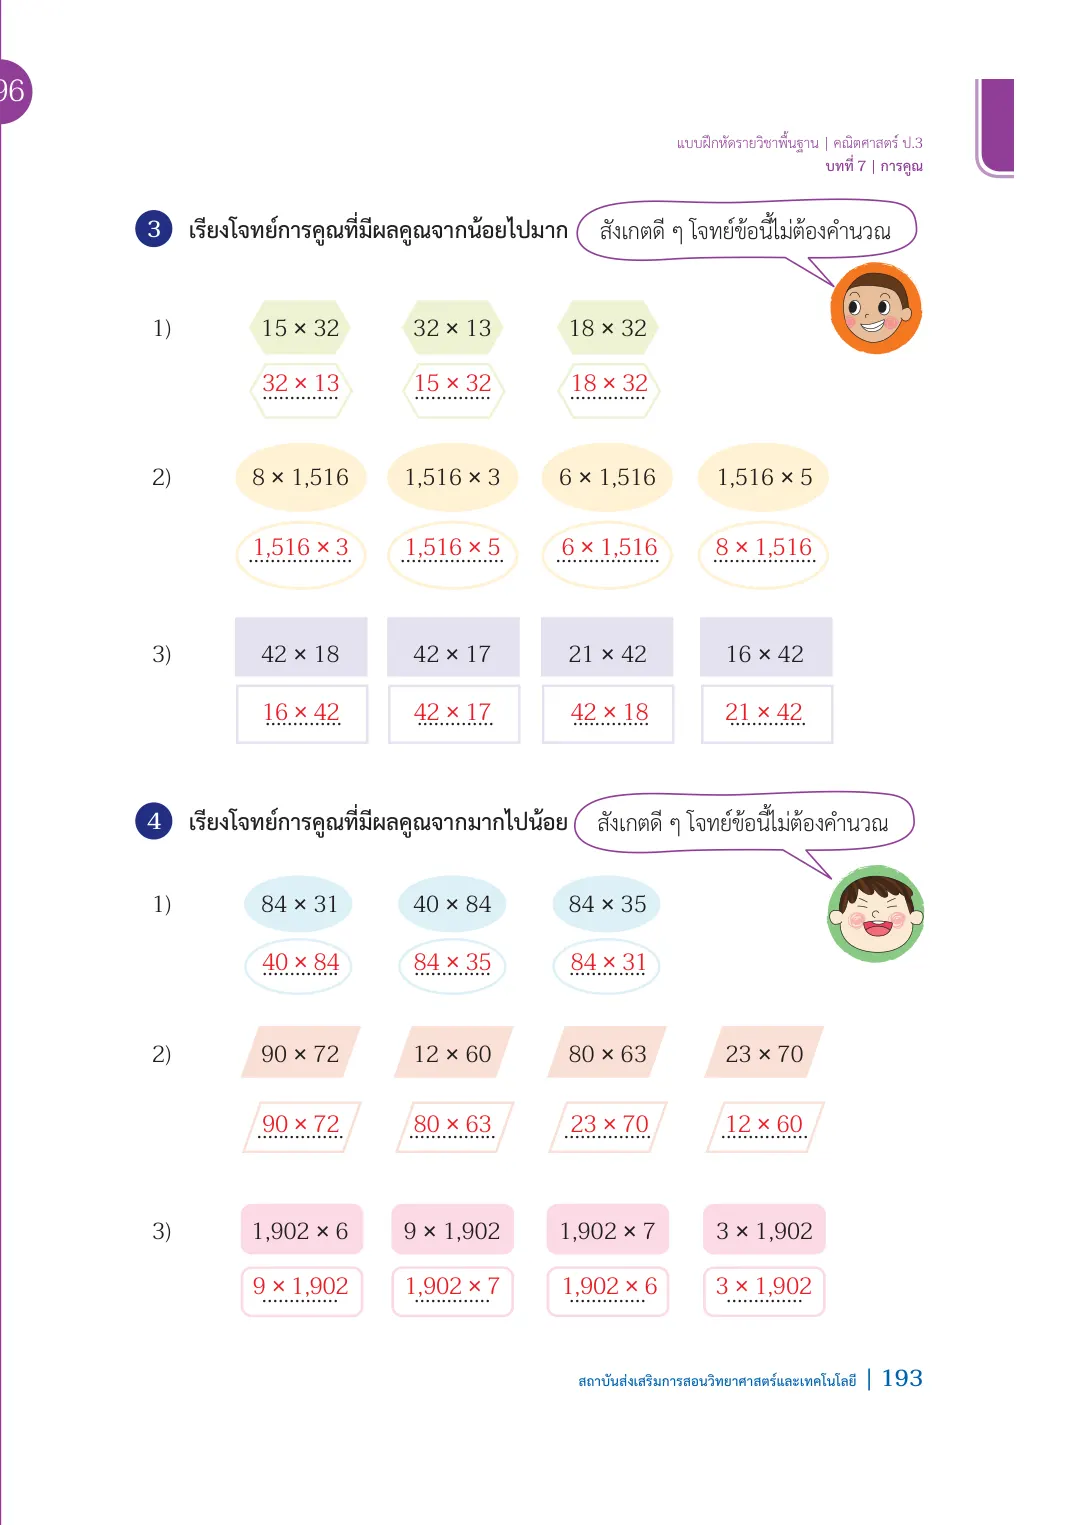 96
แบบฝึกหัดรายวิชาพื้นฐาน | คณิตศาสตร์ ป.3
บทที่ 7 | การคูณ
3 เรียงโจทย์การคูณที่มีผลคูณจากน้อยไปมาก สังเกตดี ๆ โจทย์ข้อนี้ไม่ต้องคำนวณ
1) 15 × 32 32 × 13 18 × 32
32 × 13 15 × 32 18 × 32
2) 8 × 1,516 1,516 × 3 6 × 1,516 1,516 × 5
1,516 × 3 1,516 × 5 6 × 1,516 8 × 1,516
3) 42 × 18 42 × 17 21 × 42 16 × 42
16 × 42 42 × 17 42 × 18 21 × 42
4 เรียงโจทย์การคูณที่มีผลคูณจากมากไปน้อย สังเกตดี ๆ โจทย์ข้อนี้ไม่ต้องคำนวณ
1) 84 × 31 40 × 84 84 × 35
40 × 84 84 × 35 84 × 31
2) 90 × 72 12 × 60 80 × 63 23 × 70
90 × 72 80 × 63 23 × 70 12 × 60
3) 1,902 × 6 9 × 1,902 1,902 × 7 3 × 1,902
9 × 1,902 1,902 × 7 1,902 × 6 3 × 1,902
สถาบันส่งเสริมการสอนวิทยาศาสตร์และเทคโนโลยี | 193